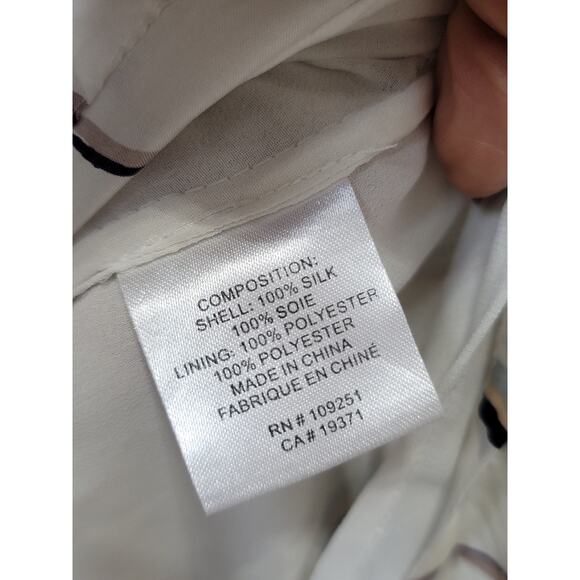 COMPOSITION:
SHELL: 100% SILK
100% SOIE
LINING: 100% POLYESTER
100% POLYESTER
MADE IN CHINA
FABRIQUE EN CHINÉ
RN # 109251
CA# 19371